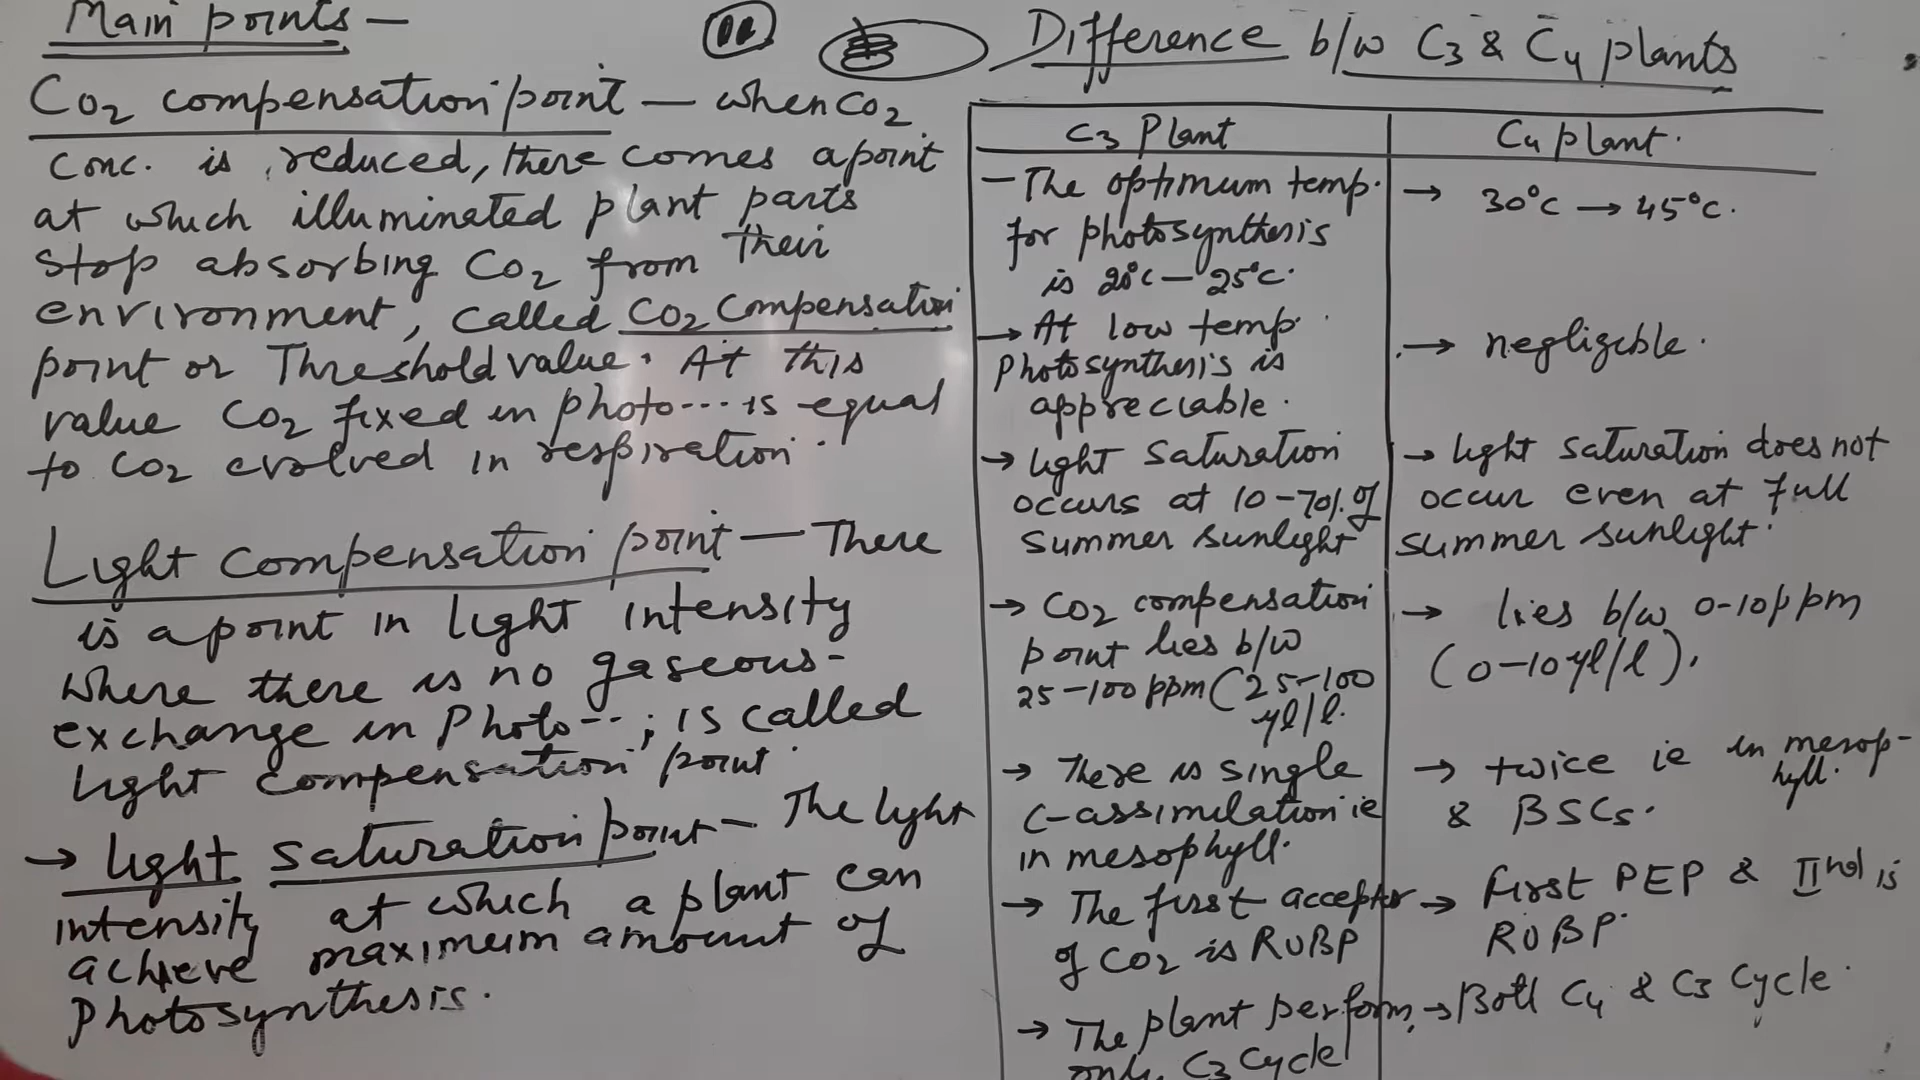 Main points —
CO2 compensation point — when CO2
conc. is reduced, there comes a point
at which illuminated plant parts
stop absorbing CO2 from their
environment, called CO2 Compensation
point or Threshold value. At this
value CO2 fixed in photo... is equal
to CO2 evolved in respiration.
Light compensation point — There
is a point in light intensity
where there is no gaseous-
exchange in Photo--; is called
light compensation point.
→ light saturation point — The light
intensity at which a plant can
achieve maximum amount of
Photosynthesis.
Difference b/w C3 & C4 plants
C3 Plant
C4 plant.
– The optimum temp.
for photosynthesis
is 20°c – 25°c.
→ 30°c → 45°c.
→ At low temp.
Photosynthesis is
appreciable.
→ negligible.
→ light saturation
occurs at 10-70% of
summer sunlight
→ light saturation does not
occur even at full
summer sunlight.
→ CO2 compensation
point lies b/w
25-100 ppm (25-100
μl/l.
→ lies b/w 0-10 ppm
(0-10 μl/l).
→ There is single
C-assimilation ie
in mesophyll.
→ twice ie in mesop-
hyll.
& BSCs.
→ The first acceptor
of CO2 is RUBP
→ first PEP & IInd is
RUBP.
→ The plant perform
only C3 cycle
→ Both C4 & C3 Cycle.